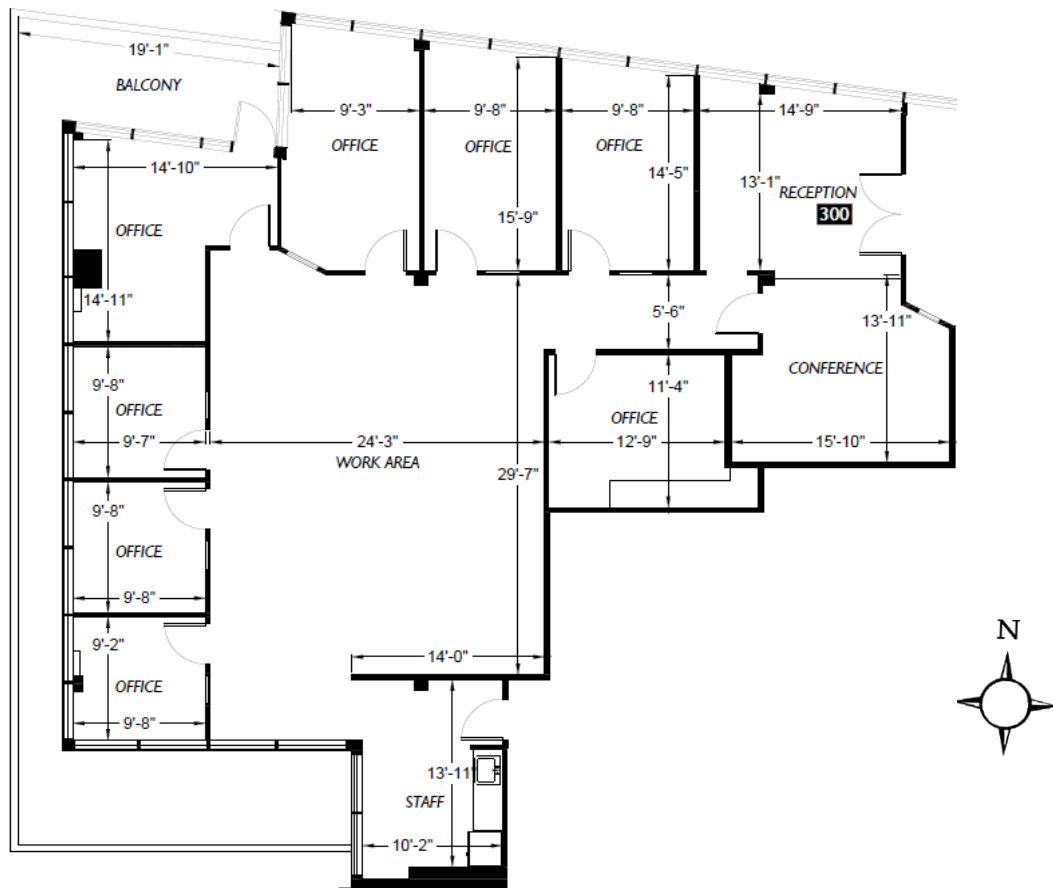 19'-1"
BALCONY
9'-3"
OFFICE
9'-8"
OFFICE
9'-8"
OFFICE
14'-9"
14'-10"
14'-5"
13'-1"
RECEPTION
300
15'-9"
OFFICE
14'-11"
5'-6"
13'-11"
CONFERENCE
9'-8"
OFFICE
9'-7"
24'-3"
WORK AREA
11'-4"
OFFICE
12'-9"
15'-10"
29'-7"
9'-8"
OFFICE
9'-8"
9'-2"
OFFICE
9'-8"
14'-0"
N
13'-11"
STAFF
10'-2"